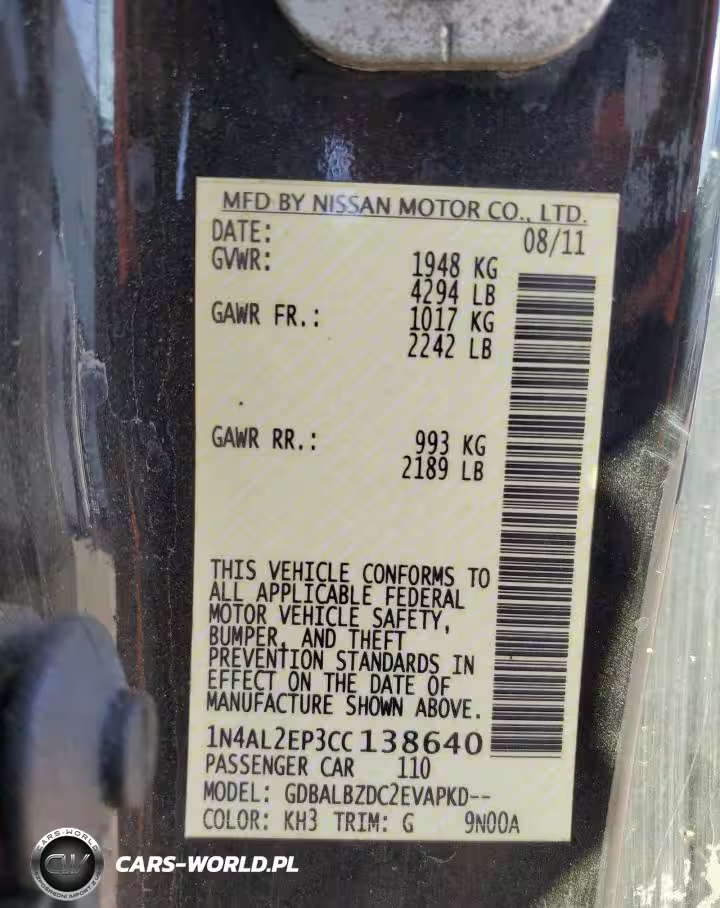 MFD BY NISSAN MOTOR CO., LTD.
DATE: 08/11
GVWR: 1948 KG
4294 LB
GAWR FR.: 1017 KG
2242 LB
GAWR RR.: 993 KG
2189 LB
THIS VEHICLE CONFORMS TO
ALL APPLICABLE FEDERAL
MOTOR VEHICLE SAFETY,
BUMPER, AND THEFT
PREVENTION STANDARDS IN
EFFECT ON THE DATE OF
MANUFACTURE SHOWN ABOVE.
1N4AL2EP3CC138640
PASSENGER CAR 110
MODEL: GDBALBZDC2EVAPKD--
COLOR: KH3 TRIM: G 9N00A
CARS-WORLD
CW
CARS-WORLD.PL